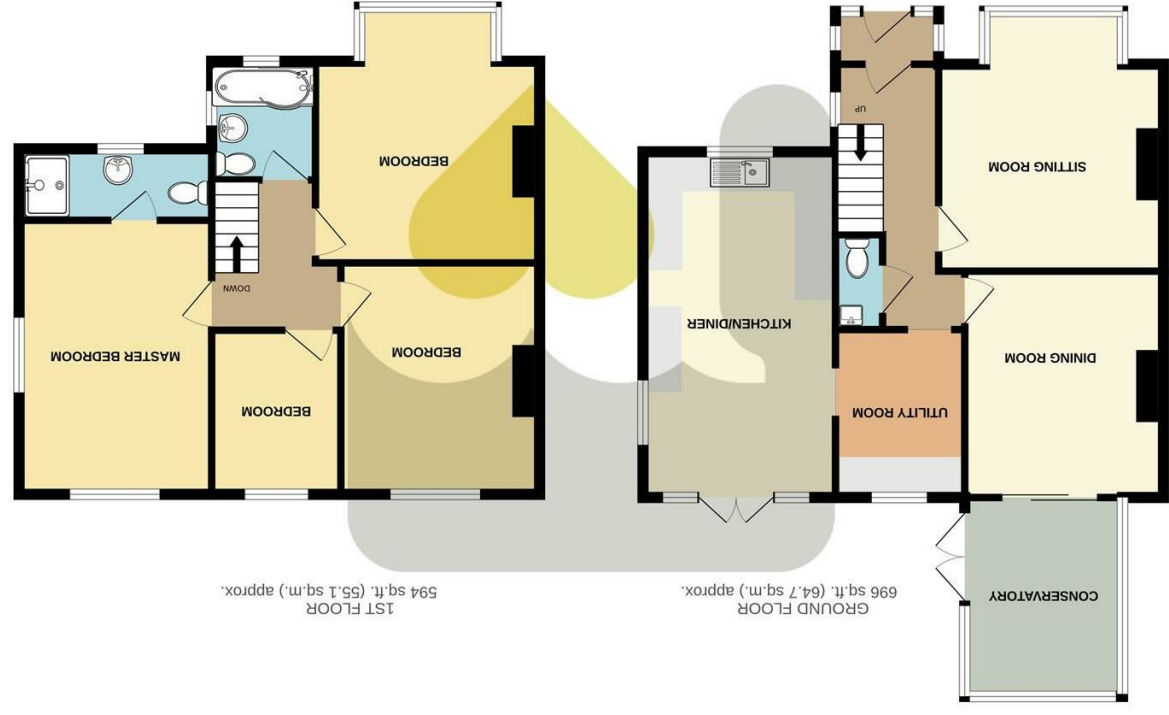 GROUND FLOOR
696 sq.ft. (64.7 sq.m.) approx.
1ST FLOOR
594 sq.ft. (55.1 sq.m.) approx.
CONSERVATORY
DINING ROOM
UTILITY ROOM
KITCHEN/DINER
SITTING ROOM
UP
BEDROOM
BEDROOM
MASTER BEDROOM
DOWN
BEDROOM